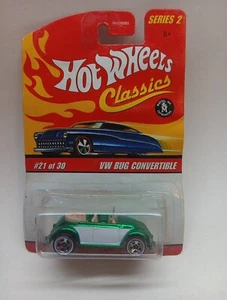 SERIES 2
HOT WHEELS
Classics
#21 of 30
VW BUG CONVERTIBLE